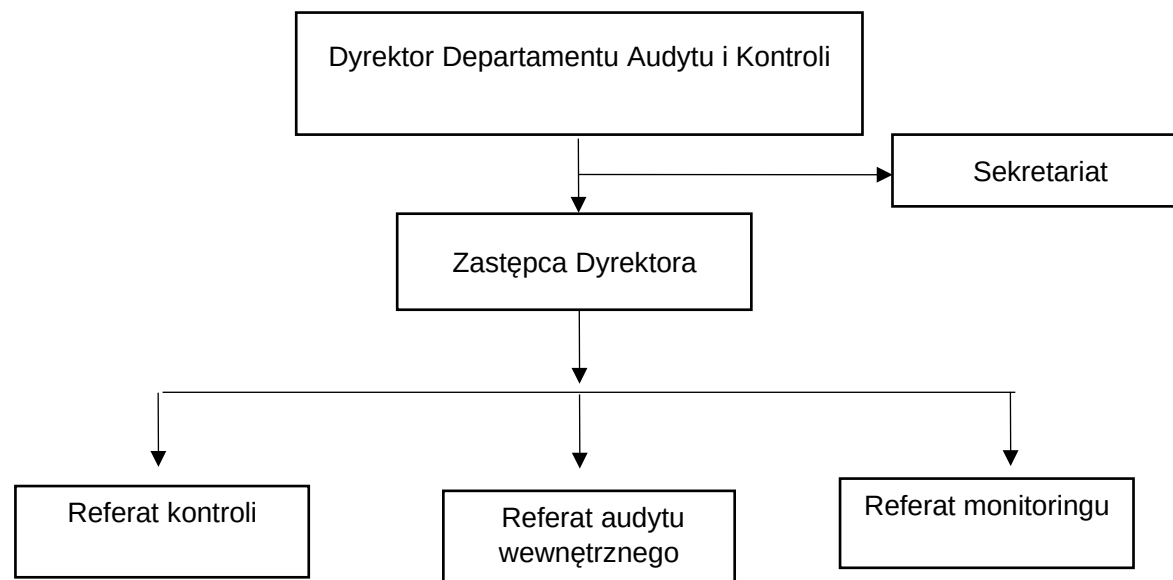 Dyrektor Departamentu Audytu i Kontroli
Sekretariat
Zastępca Dyrektora
Referat kontroli
Referat audytu
wewnętrznego
Referat monitoringu